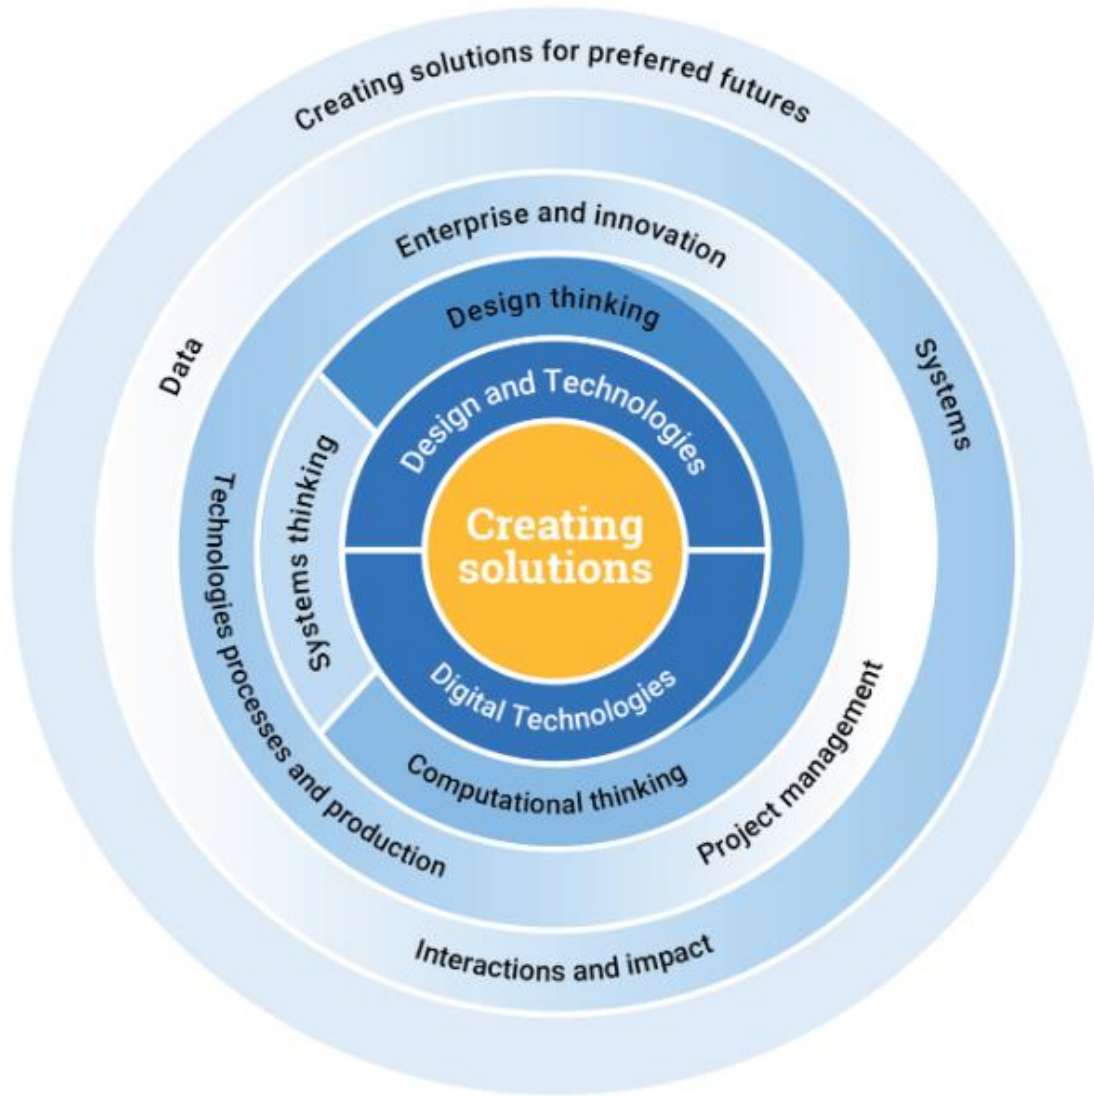 Creating solutions for preferred futures
Data
Systems
Interactions and impact
Enterprise and innovation
Technologies processes and production
Project management
Design thinking
Systems thinking
Computational thinking
Design and Technologies
Digital Technologies
Creating
solutions